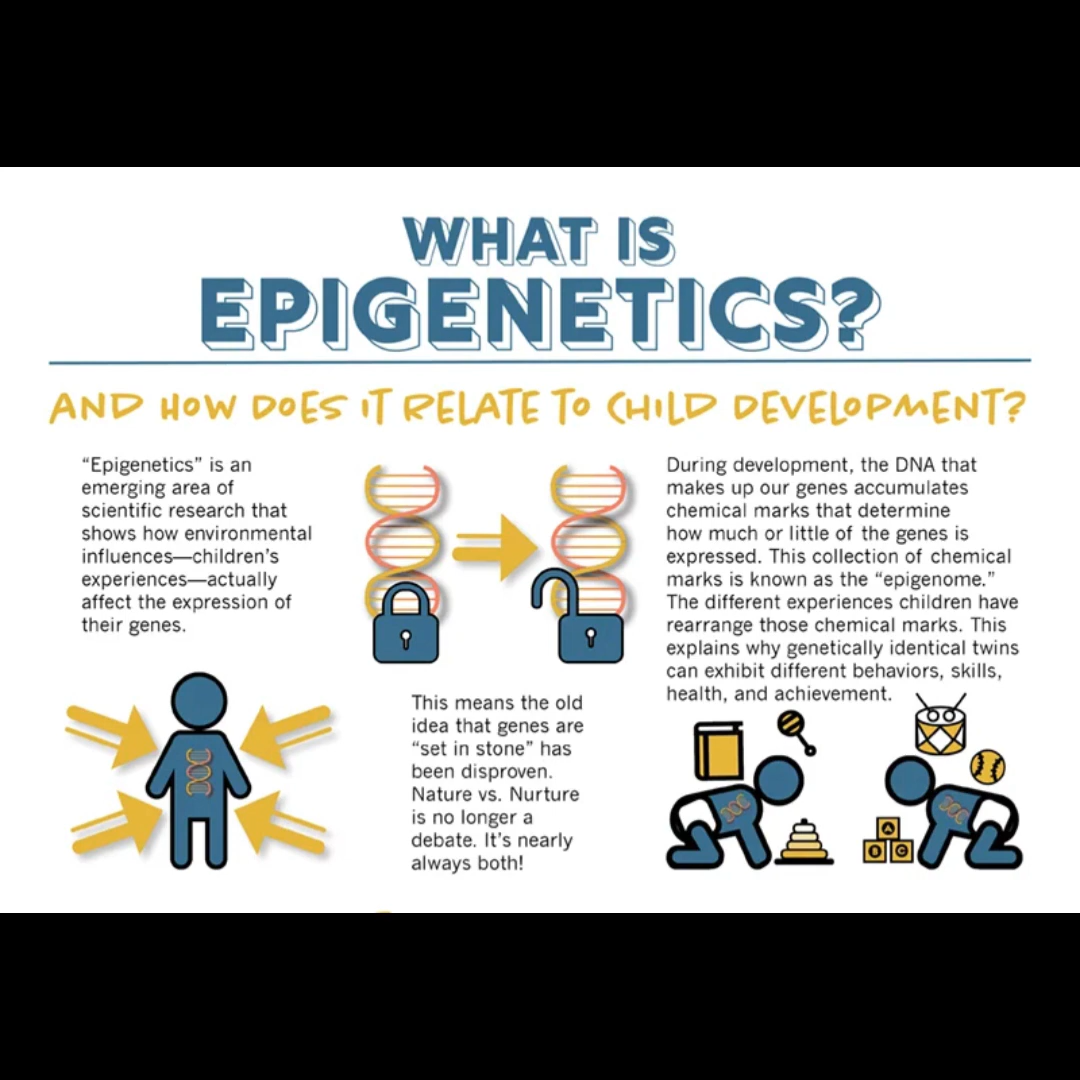 WHAT IS
EPIGENETICS?
AND HOW DOES IT RELATE TO CHILD DEVELOPMENT?
“Epigenetics” is an
emerging area of
scientific research that
shows how environmental
influences—children’s
experiences—actually
affect the expression of
their genes.
This means the old
idea that genes are
“set in stone” has
been disproven.
Nature vs. Nurture
is no longer a
debate. It’s nearly
always both!
During development, the DNA that
makes up our genes accumulates
chemical marks that determine
how much or little of the genes is
expressed. This collection of chemical
marks is known as the “epigenome.”
The different experiences children have
rearrange those chemical marks. This
explains why genetically identical twins
can exhibit different behaviors, skills,
health, and achievement.
A
C